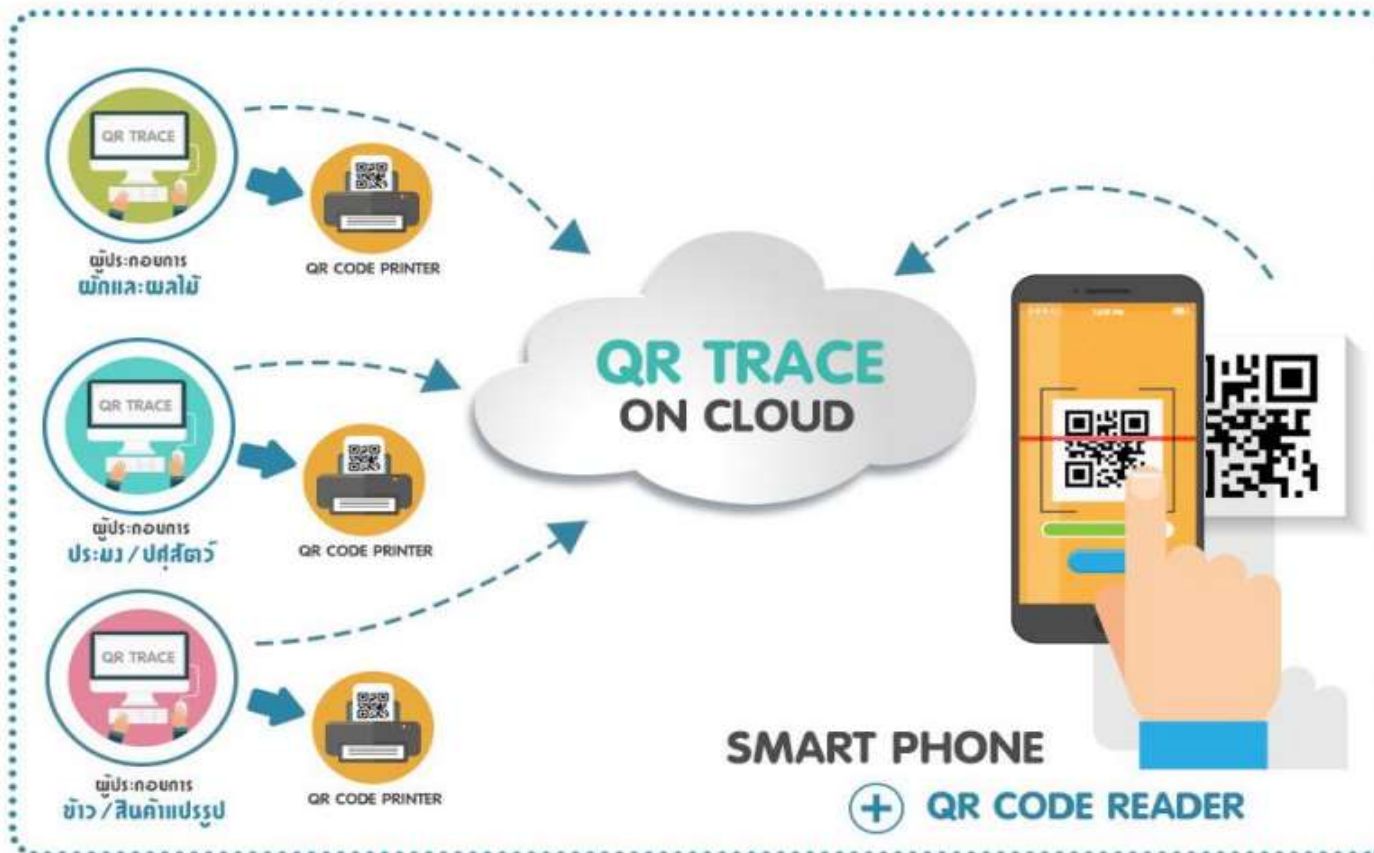 QR TRACE
ผู้ประกอบการ
ผักและผลไม้
QR CODE PRINTER
QR TRACE
ผู้ประกอบการ
ประมง / ปศุสัตว์
QR CODE PRINTER
QR TRACE
ผู้ประกอบการ
ข้าว / สินค้าแปรรูป
QR CODE PRINTER
QR TRACE
ON CLOUD
SMART PHONE
+ QR CODE READER